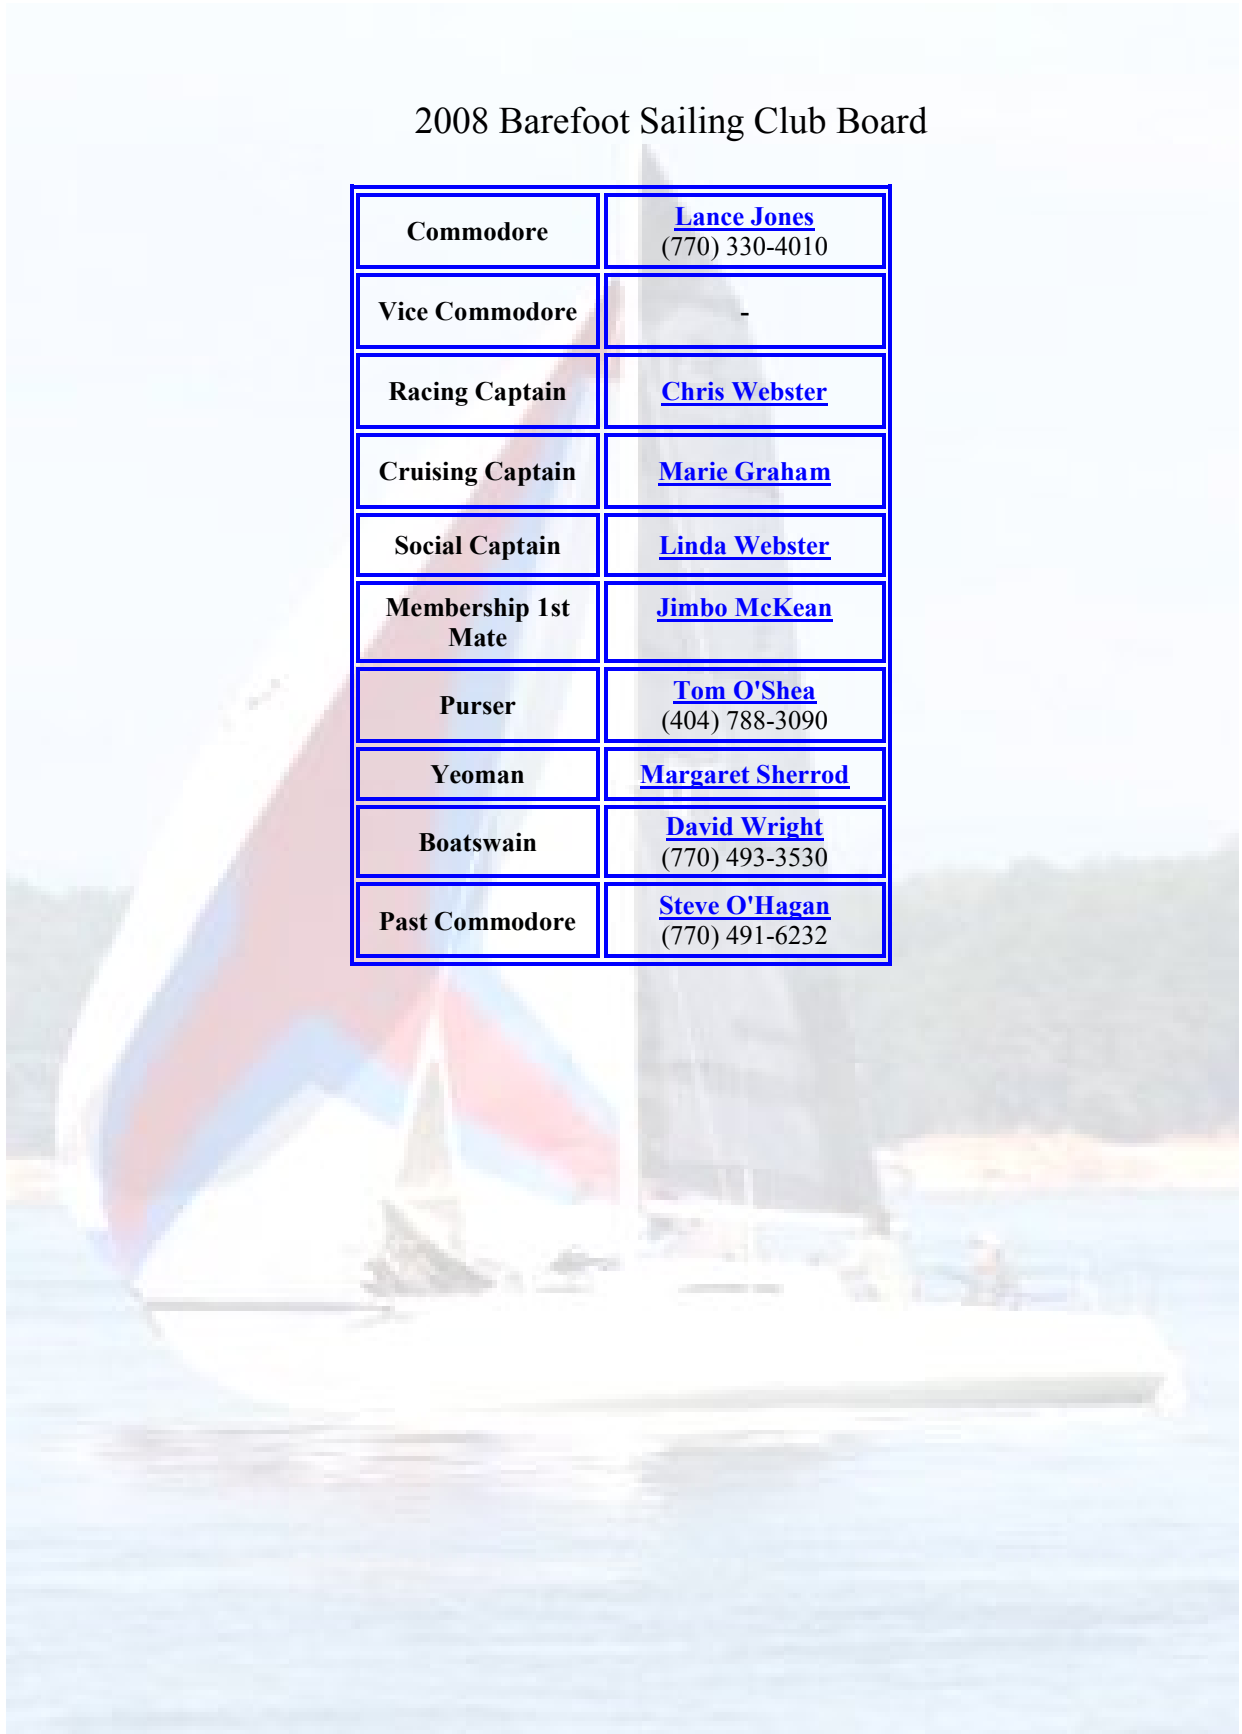 2008 Barefoot Sailing Club Board
Commodore
Lance Jones
(770) 330-4010
Vice Commodore
-
Racing Captain
Chris Webster
Cruising Captain
Marie Graham
Social Captain
Linda Webster
Membership 1st
Mate
Jimbo McKean
Purser
Tom O'Shea
(404) 788-3090
Yeoman
Margaret Sherrod
Boatswain
David Wright
(770) 493-3530
Past Commodore
Steve O'Hagan
(770) 491-6232